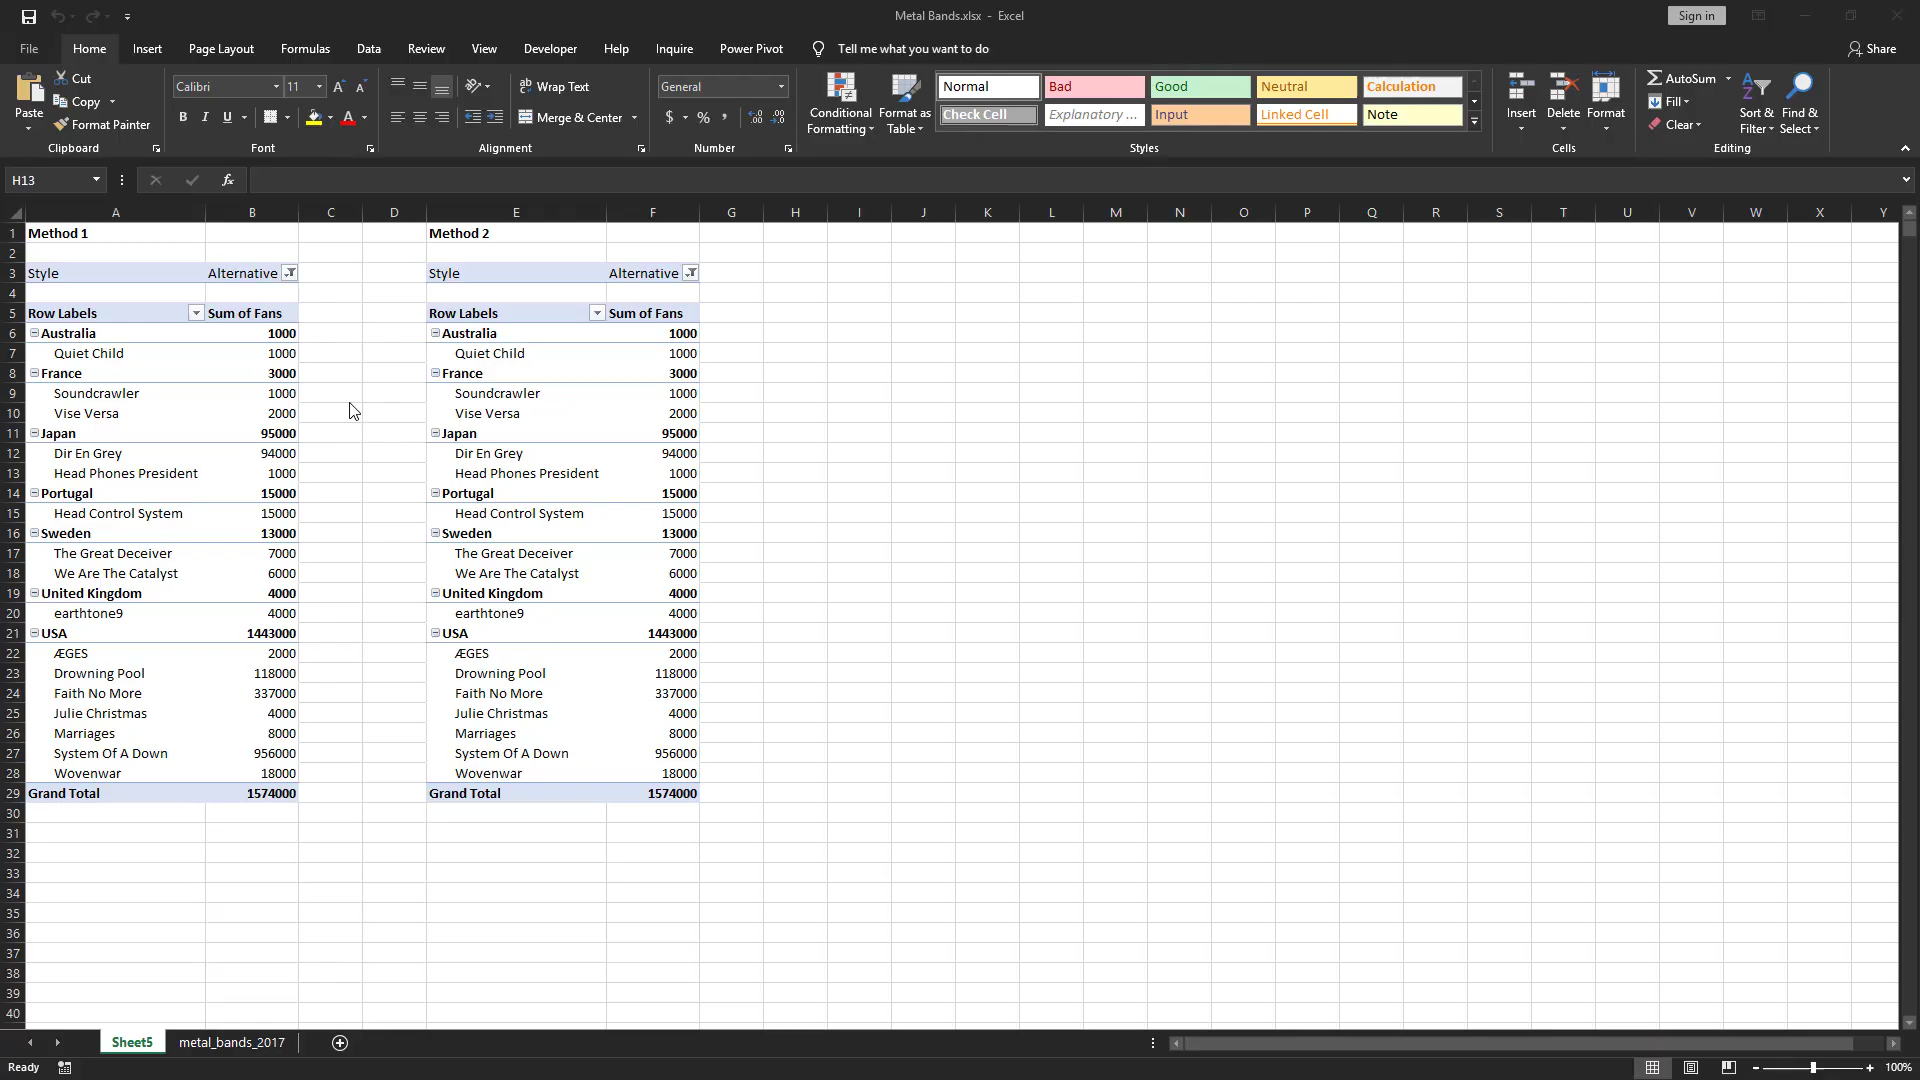 Metal Bands.xlsx - Excel
Sign in
File Home Insert Page Layout Formulas Data Review View Developer Help Inquire Power Pivot Tell me what you want to do Share
Paste
Cut
Copy
Format Painter
Clipboard
Calibri 11
B I U
Font
Wrap Text
Merge & Center
Alignment
General
$ % ,
Number
Conditional Formatting
Format as Table
Normal Bad Good Neutral Calculation
Check Cell Explanatory ... Input Linked Cell Note
Styles
Insert Delete Format
Cells
AutoSum
Fill
Clear
Sort & Filter
Find & Select
Editing
H13 fx
A B C D E F G H I J K L M N O P Q R S T U V W X Y
1 Method 1 Method 2
2
3 Style Alternative Style Alternative
4
5 Row Labels Sum of Fans Row Labels Sum of Fans
6 Australia 1000 Australia 1000
7 Quiet Child 1000 Quiet Child 1000
8 France 3000 France 3000
9 Soundcrawler 1000 Soundcrawler 1000
10 Vise Versa 2000 Vise Versa 2000
11 Japan 95000 Japan 95000
12 Dir En Grey 94000 Dir En Grey 94000
13 Head Phones President 1000 Head Phones President 1000
14 Portugal 15000 Portugal 15000
15 Head Control System 15000 Head Control System 15000
16 Sweden 13000 Sweden 13000
17 The Great Deceiver 7000 The Great Deceiver 7000
18 We Are The Catalyst 6000 We Are The Catalyst 6000
19 United Kingdom 4000 United Kingdom 4000
20 earthtone9 4000 earthtone9 4000
21 USA 1443000 USA 1443000
22 ÆGES 2000 ÆGES 2000
23 Drowning Pool 118000 Drowning Pool 118000
24 Faith No More 337000 Faith No More 337000
25 Julie Christmas 4000 Julie Christmas 4000
26 Marriages 8000 Marriages 8000
27 System Of A Down 956000 System Of A Down 956000
28 Wovenwar 18000 Wovenwar 18000
29 Grand Total 1574000 Grand Total 1574000
30
31
32
33
34
35
36
37
38
39
40
Sheet5 metal_bands_2017
Ready 100%